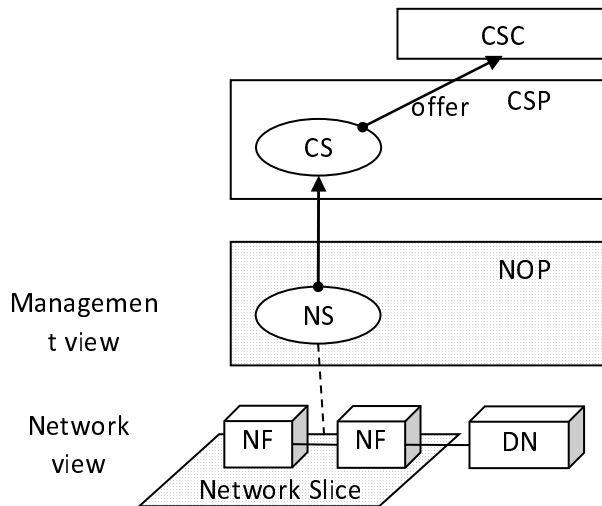 CSC
offer
CSP
CS
NOP
Managemen
t view
NS
Network
view
NF
NF
DN
Network Slice